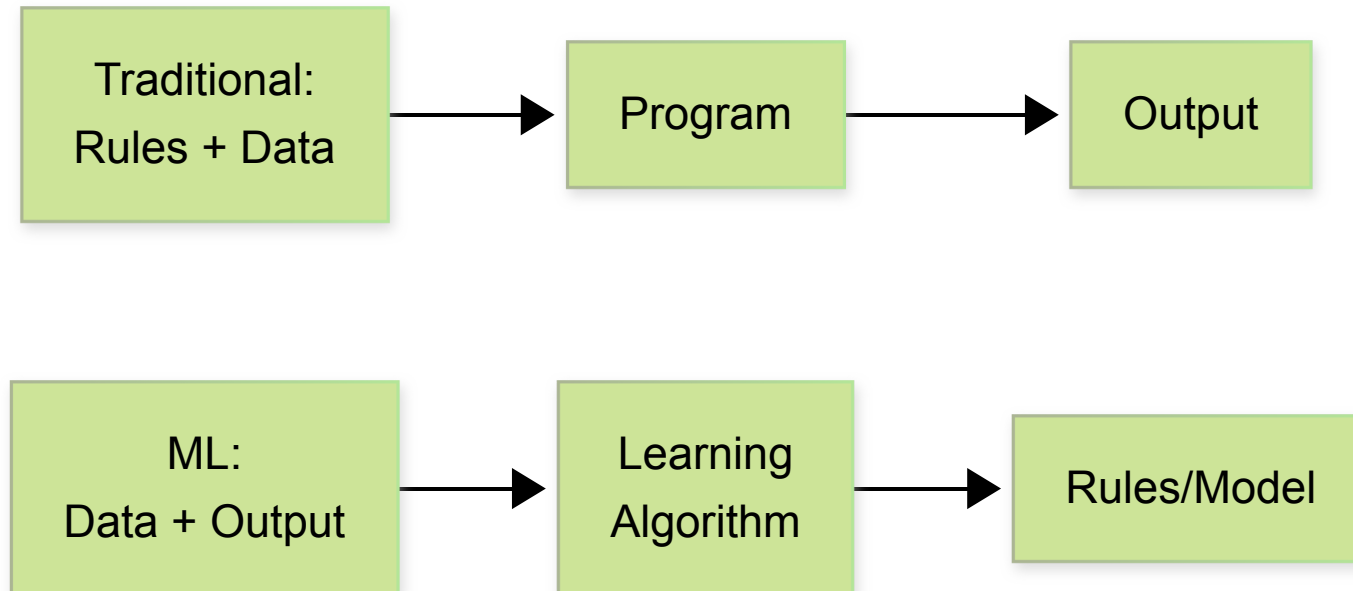 Traditional:
Rules + Data
Program
Output
ML:
Data + Output
Learning
Algorithm
Rules/Model